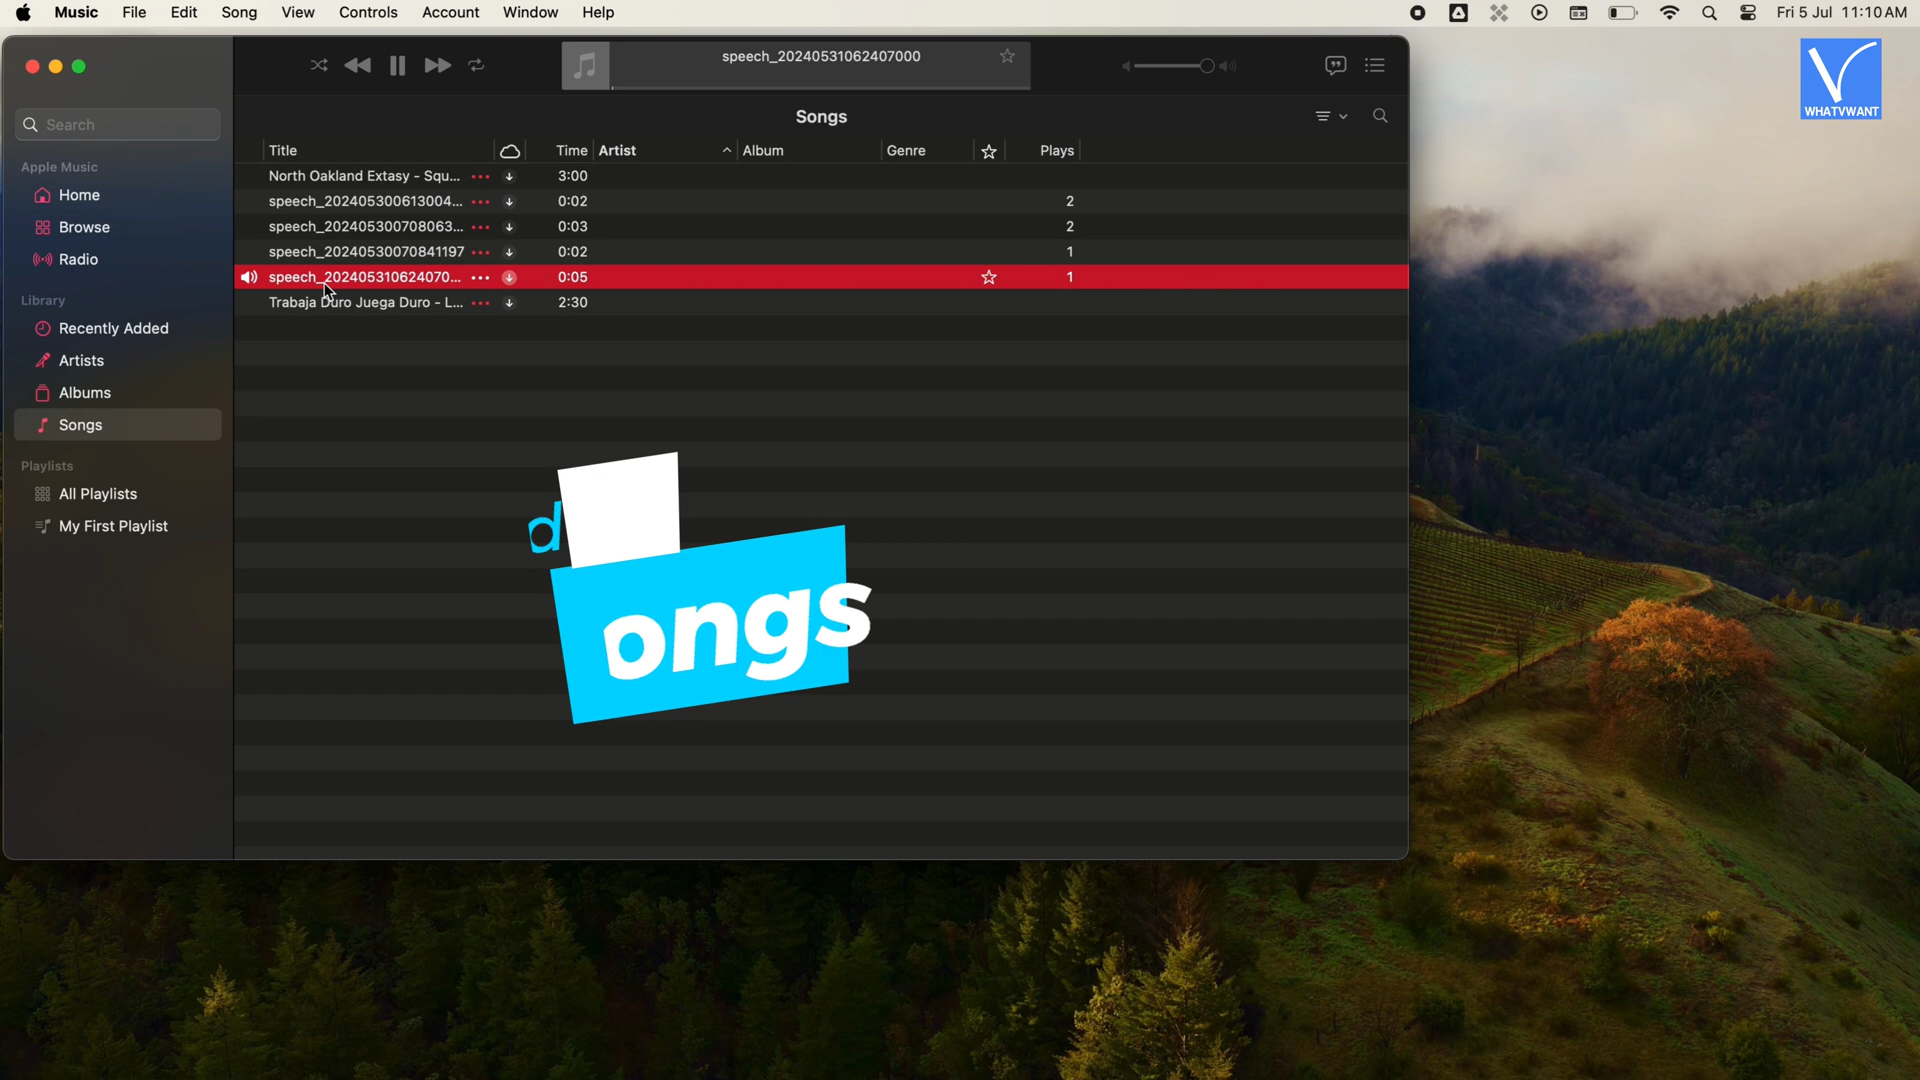 Music File Edit Song View Controls Account Window Help Fri 5 Jul 11:10 AM
WHATVWANT
speech_20240531062407000
Search
Songs
Apple Music
Home
Browse
Radio
Library
Recently Added
Artists
Albums
Songs
Playlists
All Playlists
My First Playlist
Title Time Artist Album Genre Plays
North Oakland Extasy - Squ... 3:00
speech_202405300613004... 0:02 2
speech_202405300708063... 0:03 2
speech_20240530070841197 0:02 1
speech_202405310624070... 0:05 1
Trabaja Duro Juega Duro - L... 2:30
d
ongs